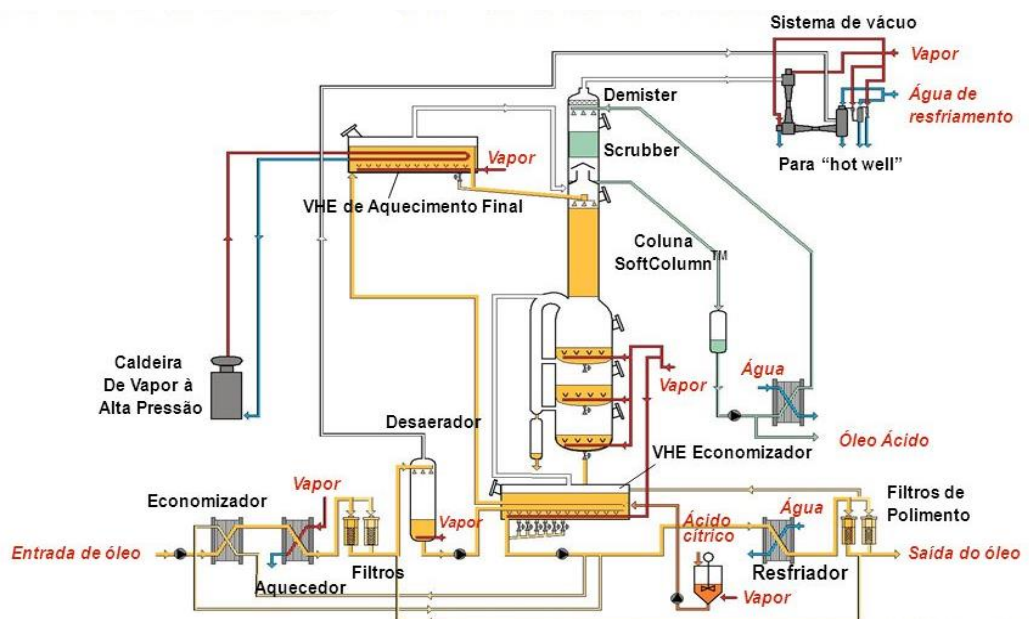 Sistema de vácuo
Vapor
Água de
resfriamento
Para “hot well”
Demister
Scrubber
Vapor
VHE de Aquecimento Final
Coluna
SoftColumn™
Caldeira
De Vapor à
Alta Pressão
Água
Vapor
Desaerador
Óleo Ácido
VHE Economizador
Economizador
Vapor
Vapor
Ácido
cítrico
Água
Filtros de
Polimento
Entrada de óleo
Saída do óleo
Aquecedor
Filtros
Resfriador
Vapor